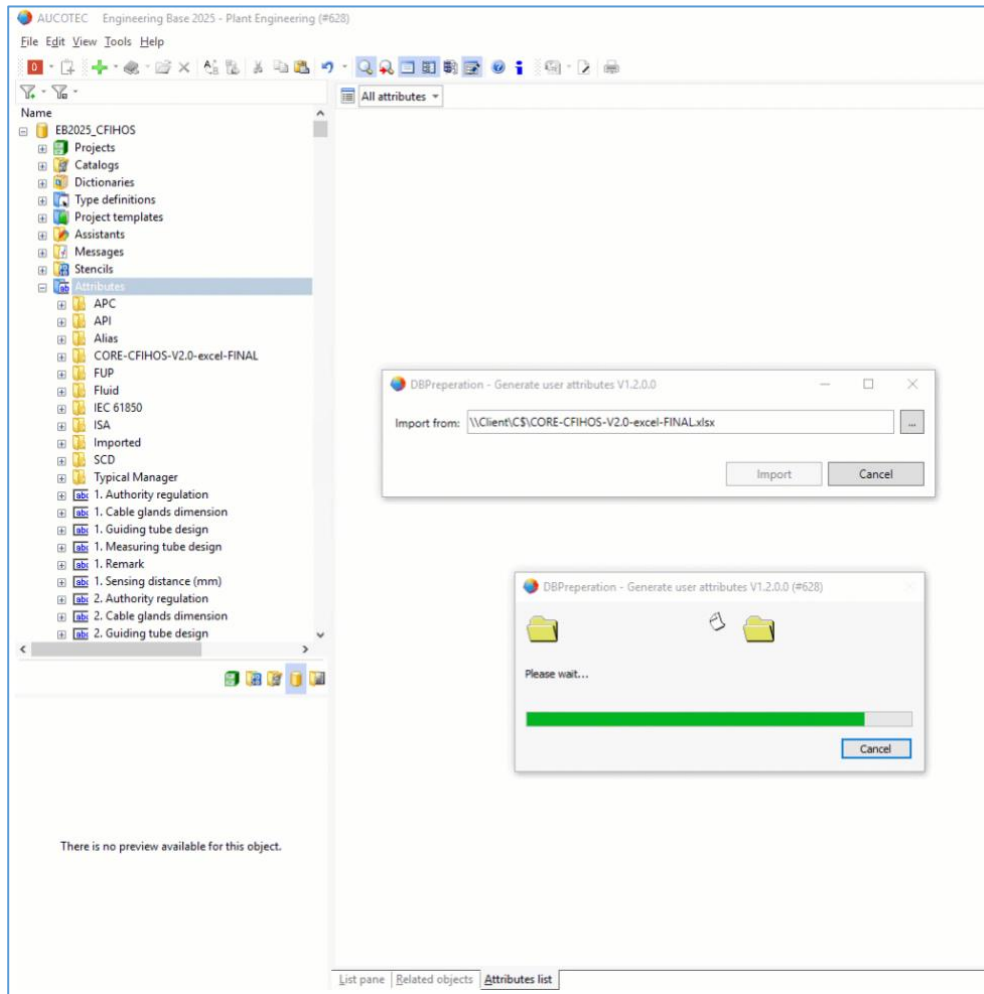 AUCOTEC Engineering Base 2025 - Plant Engineering (#628)
File Edit View Tools Help
All attributes
Name
EB2025_CFIHOS
Projects
Catalogs
Dictionaries
Type definitions
Project templates
Assistants
Messages
Stencils
Attributes
APC
API
Alias
CORE-CFIHOS-V2.0-excel-FINAL
FUP
Fluid
IEC 61850
ISA
Imported
SCD
Typical Manager
1. Authority regulation
1. Cable glands dimension
1. Guiding tube design
1. Measuring tube design
1. Remark
1. Sensing distance (mm)
2. Authority regulation
2. Cable glands dimension
2. Guiding tube design
There is no preview available for this object.
DBPreperation - Generate user attributes V1.2.0.0
Import from: \\Client\C$\CORE-CFIHOS-V2.0-excel-FINAL.xlsx ...
Import Cancel
DBPreperation - Generate user attributes V1.2.0.0 (#628)
Please wait...
Cancel
List pane Related objects Attributes list